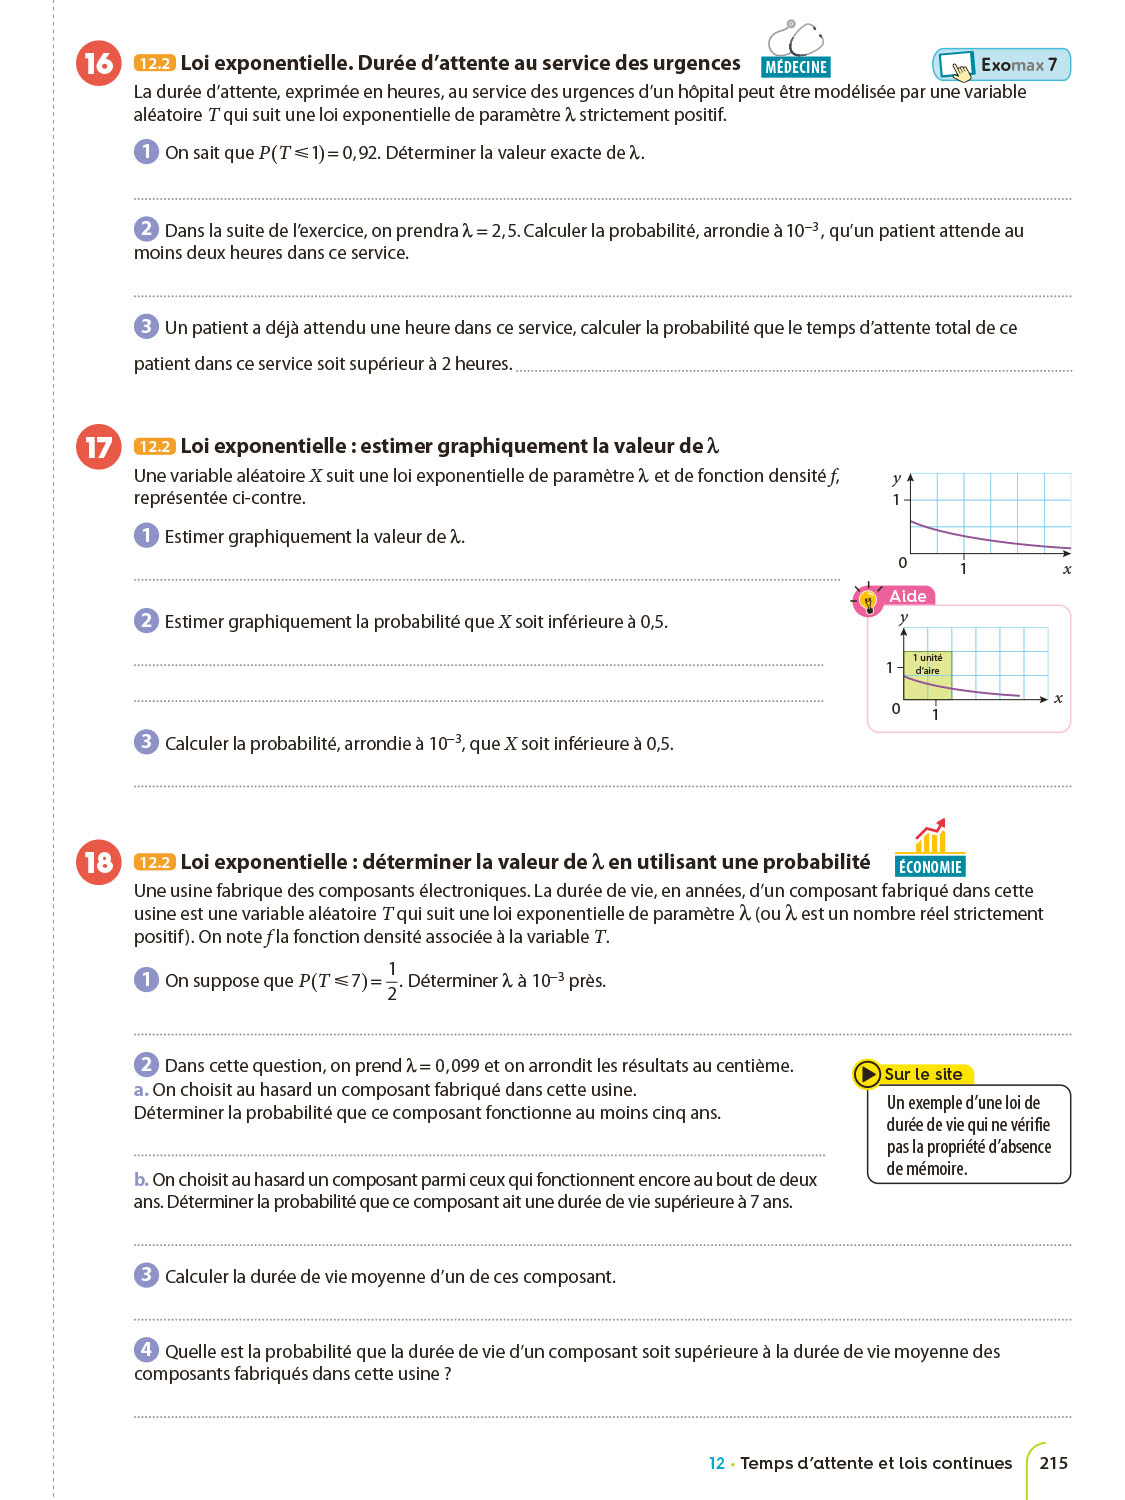 16
12.2 Loi exponentielle. Durée d’attente au service des urgences
MÉDECINE
Exomax 7
La durée d’attente, exprimée en heures, au service des urgences d’un hôpital peut être modélisée par une variable
aléatoire T qui suit une loi exponentielle de paramètre λ strictement positif.
1 On sait que P(T ⩽ 1) = 0,92. Déterminer la valeur exacte de λ.
2 Dans la suite de l’exercice, on prendra λ = 2,5. Calculer la probabilité, arrondie à 10⁻³, qu’un patient attende au
moins deux heures dans ce service.
3 Un patient a déjà attendu une heure dans ce service, calculer la probabilité que le temps d’attente total de ce
patient dans ce service soit supérieur à 2 heures.
17
12.2 Loi exponentielle : estimer graphiquement la valeur de λ
Une variable aléatoire X suit une loi exponentielle de paramètre λ et de fonction densité f,
représentée ci-contre.
1 Estimer graphiquement la valeur de λ.
2 Estimer graphiquement la probabilité que X soit inférieure à 0,5.
3 Calculer la probabilité, arrondie à 10⁻³, que X soit inférieure à 0,5.
y
1
0
1
x
Aide
y
1 unité
d’aire
1
0
1
x
18
12.2 Loi exponentielle : déterminer la valeur de λ en utilisant une probabilité
ÉCONOMIE
Une usine fabrique des composants électroniques. La durée de vie, en années, d’un composant fabriqué dans cette
usine est une variable aléatoire T qui suit une loi exponentielle de paramètre λ (ou λ est un nombre réel strictement
positif). On note f la fonction densité associée à la variable T.
1 On suppose que P(T ⩽ 7) = 1/2. Déterminer λ à 10⁻³ près.
2 Dans cette question, on prend λ = 0,099 et on arrondit les résultats au centième.
a. On choisit au hasard un composant fabriqué dans cette usine.
Déterminer la probabilité que ce composant fonctionne au moins cinq ans.
b. On choisit au hasard un composant parmi ceux qui fonctionnent encore au bout de deux
ans. Déterminer la probabilité que ce composant ait une durée de vie supérieure à 7 ans.
Sur le site
Un exemple d’une loi de
durée de vie qui ne vérifie
pas la propriété d’absence
de mémoire.
3 Calculer la durée de vie moyenne d’un de ces composant.
4 Quelle est la probabilité que la durée de vie d’un composant soit supérieure à la durée de vie moyenne des
composants fabriqués dans cette usine ?
12 • Temps d’attente et lois continues 215